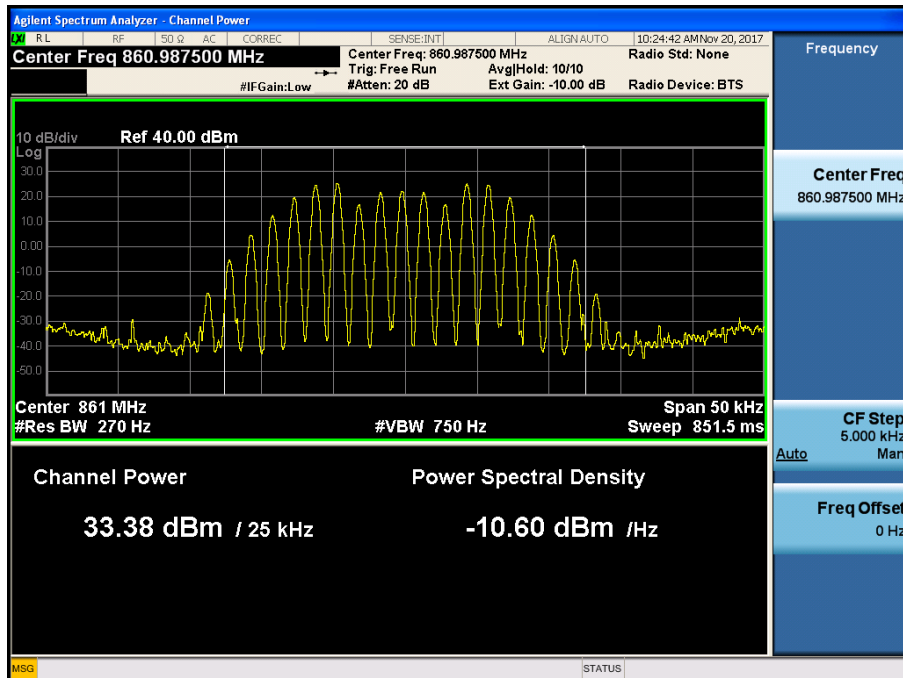 Agilent Spectrum Analyzer - Channel Power
LXI RL RF 50 Ω AC CORREC SENSE:INT ALIGN AUTO 10:24:42 AM Nov 20, 2017
Center Freq 860.987500 MHz
Center Freq: 860.987500 MHz Radio Std: None
Trig: Free Run Avg|Hold: 10/10
#IFGain:Low #Atten: 20 dB Ext Gain: -10.00 dB Radio Device: BTS
10 dB/div Ref 40.00 dBm
Log
30.0
20.0
10.0
0.00
-10.0
-20.0
-30.0
-40.0
-50.0
Center 861 MHz Span 50 kHz
#Res BW 270 Hz #VBW 750 Hz Sweep 851.5 ms
Channel Power Power Spectral Density
33.38 dBm / 25 kHz -10.60 dBm /Hz
MSG STATUS
Frequency
Center Freq
860.987500 MHz
CF Step
5.000 kHz
Auto Man
Freq Offset
0 Hz